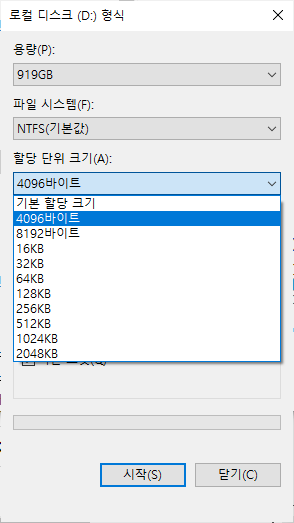 로컬 디스크 (D:) 형식
용량(P):
919GB
파일 시스템(F):
NTFS(기본값)
할당 단위 크기(A):
4096바이트
기본 할당 크기
4096바이트
8192바이트
16KB
32KB
64KB
128KB
256KB
512KB
1024KB
2048KB
시작(S)
닫기(C)